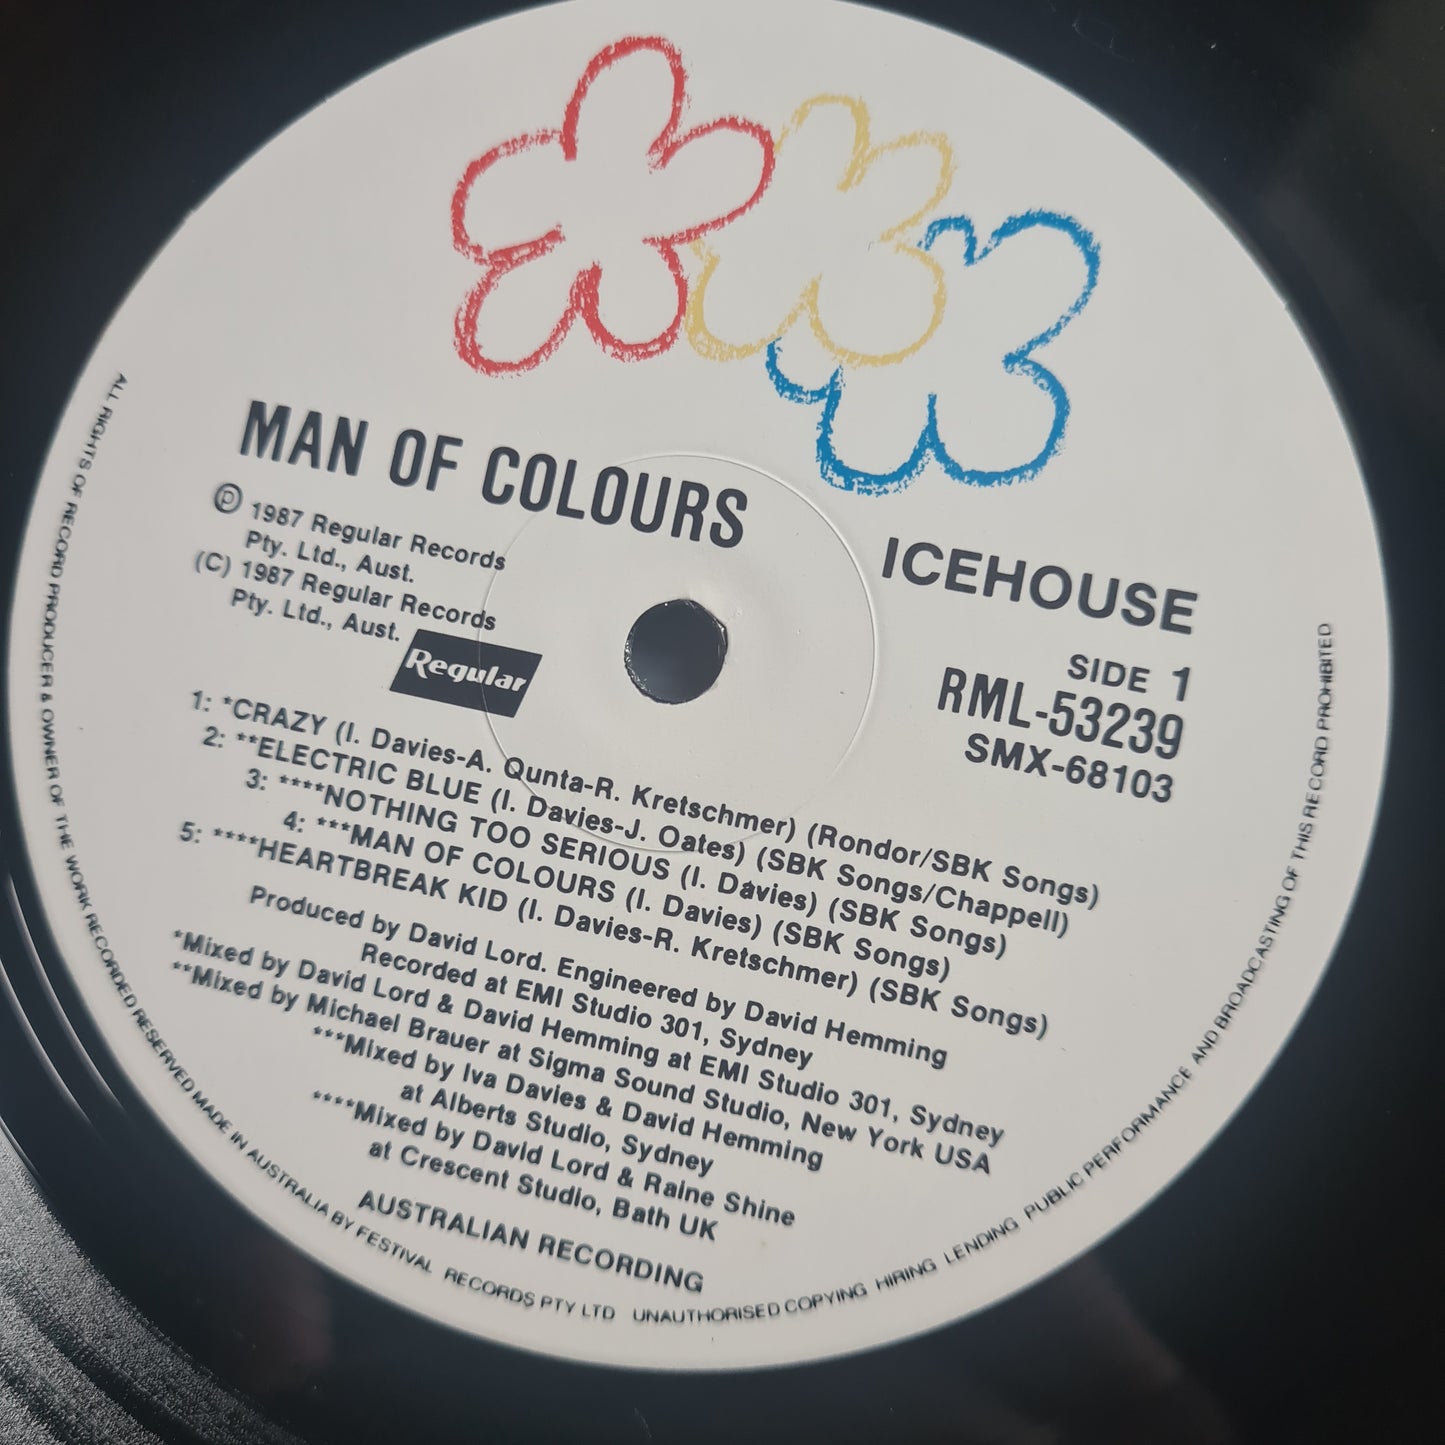 MAN OF COLOURS
ICEHOUSE
Ⓟ 1987 Regular Records
Pty. Ltd., Aust.
(C) 1987 Regular Records
Pty. Ltd., Aust.
Regular
SIDE 1
RML-53239
SMX-68103
1: *CRAZY (I. Davies-A. Qunta-R. Kretschmer) (Rondor/SBK Songs)
2: **ELECTRIC BLUE (I. Davies-J. Oates) (SBK Songs/Chappell)
3: ****NOTHING TOO SERIOUS (I. Davies) (SBK Songs)
4: ***MAN OF COLOURS (I. Davies) (SBK Songs)
5: ****HEARTBREAK KID (I. Davies-R. Kretschmer) (SBK Songs)
Produced by David Lord. Engineered by David Hemming
Recorded at EMI Studio 301, Sydney
*Mixed by David Lord & David Hemming at EMI Studio 301, Sydney
**Mixed by Michael Brauer at Sigma Sound Studio, New York USA
***Mixed by Iva Davies & David Hemming
at Alberts Studio, Sydney
****Mixed by David Lord & Raine Shine
at Crescent Studio, Bath UK
AUSTRALIAN RECORDING
ALL RIGHTS OF RECORD PRODUCER & OWNER OF THE WORK RECORDED RESERVED MADE IN AUSTRALIA BY FESTIVAL RECORDS PTY LTD UNAUTHORISED COPYING HIRING LENDING PUBLIC PERFORMANCE AND BROADCASTING OF THIS RECORD PROHIBITED